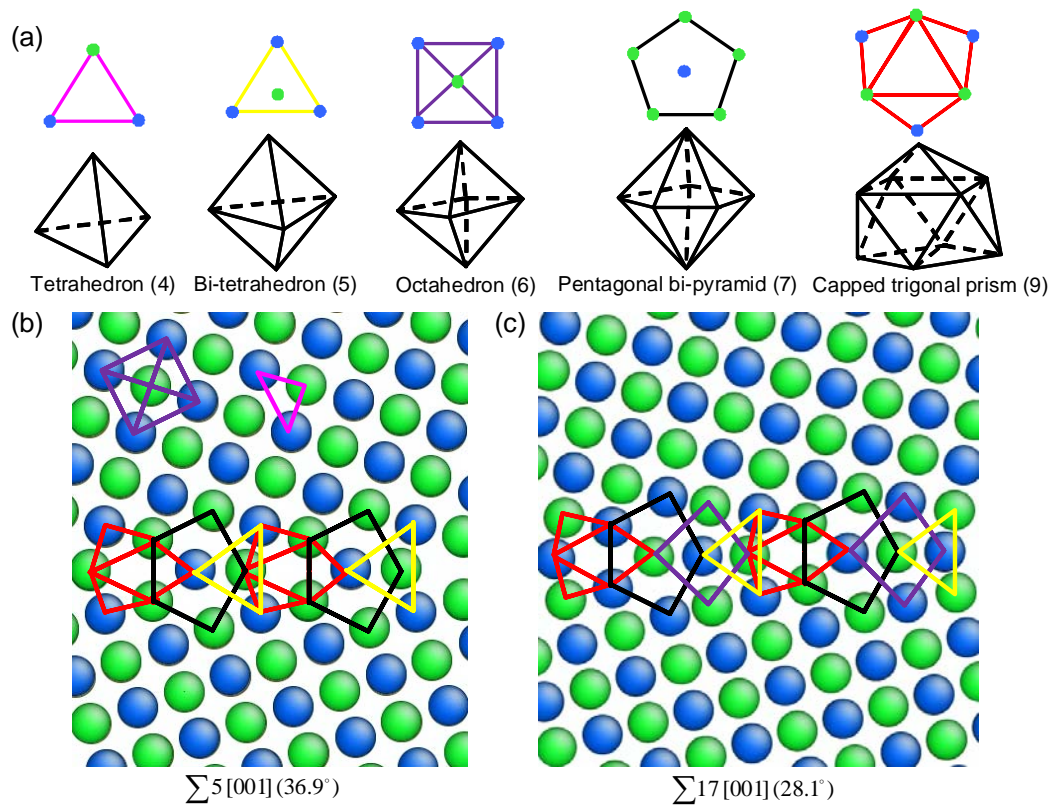 (a)
Tetrahedron (4) Bi-tetrahedron (5) Octahedron (6) Pentagonal bi-pyramid (7) Capped trigonal prism (9)
(b) (c)
∑5 [001] (36.9°) ∑17 [001] (28.1°)